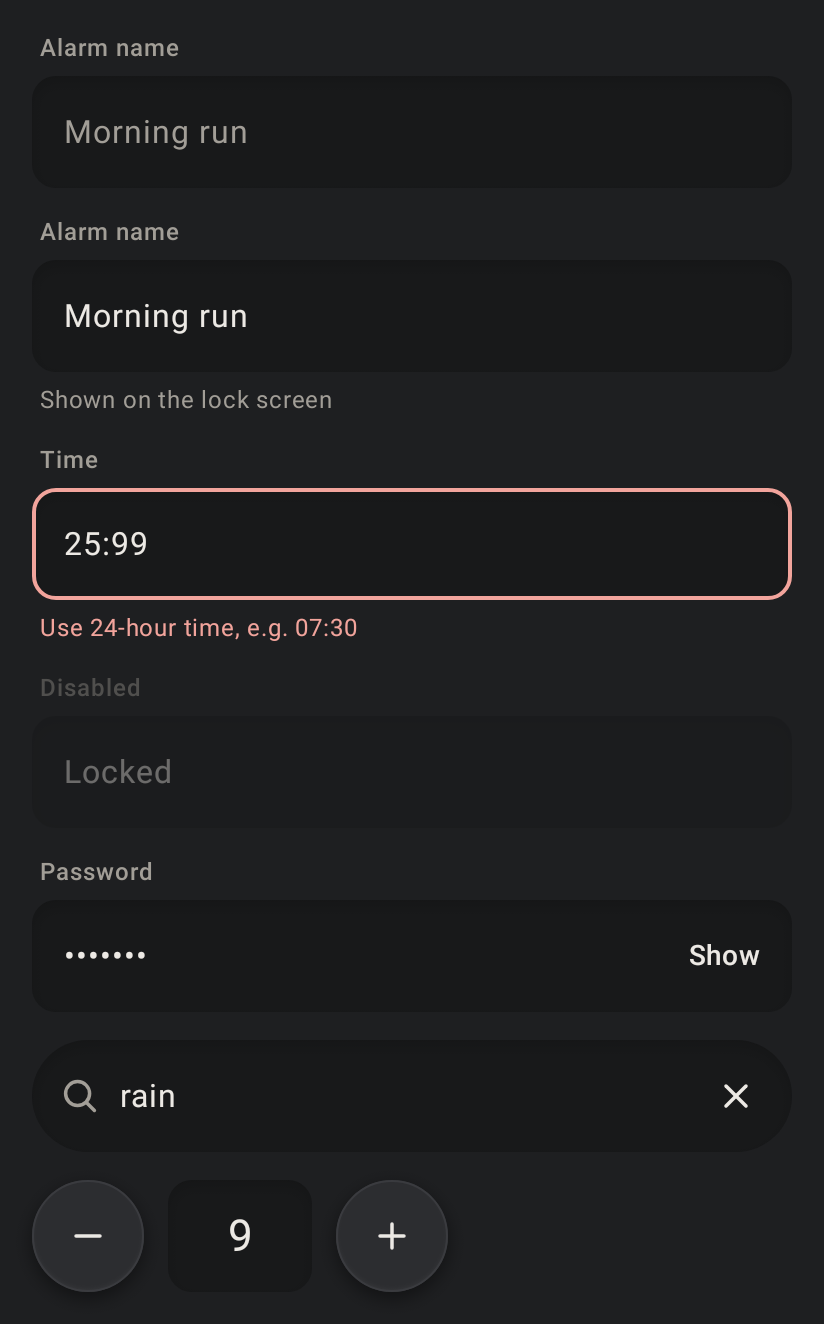 Alarm name
Morning run
Alarm name
Morning run
Shown on the lock screen
Time
25:99
Use 24-hour time, e.g. 07:30
Disabled
Locked
Password
•••••••
Show
rain
9